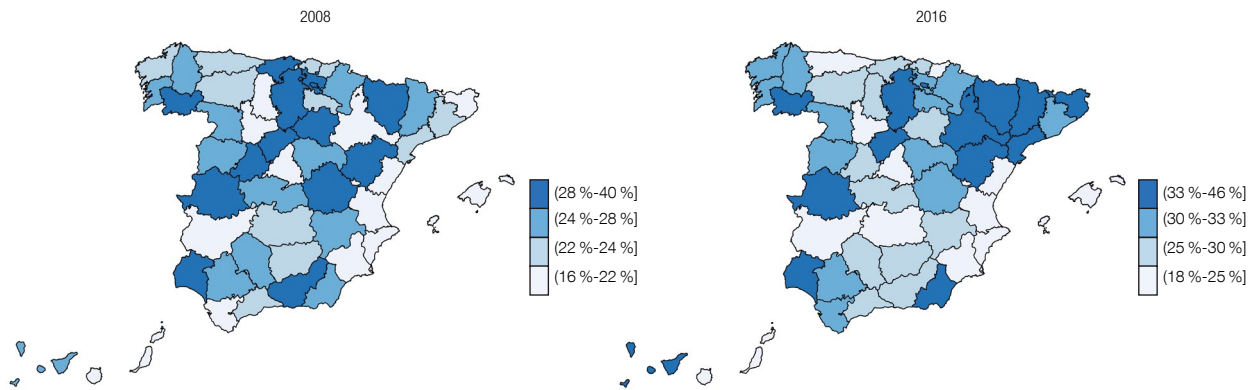 2008
(28 %-40 %]
(24 %-28 %]
(22 %-24 %]
(16 %-22 %]
2016
(33 %-46 %]
(30 %-33 %]
(25 %-30 %]
(18 %-25 %]